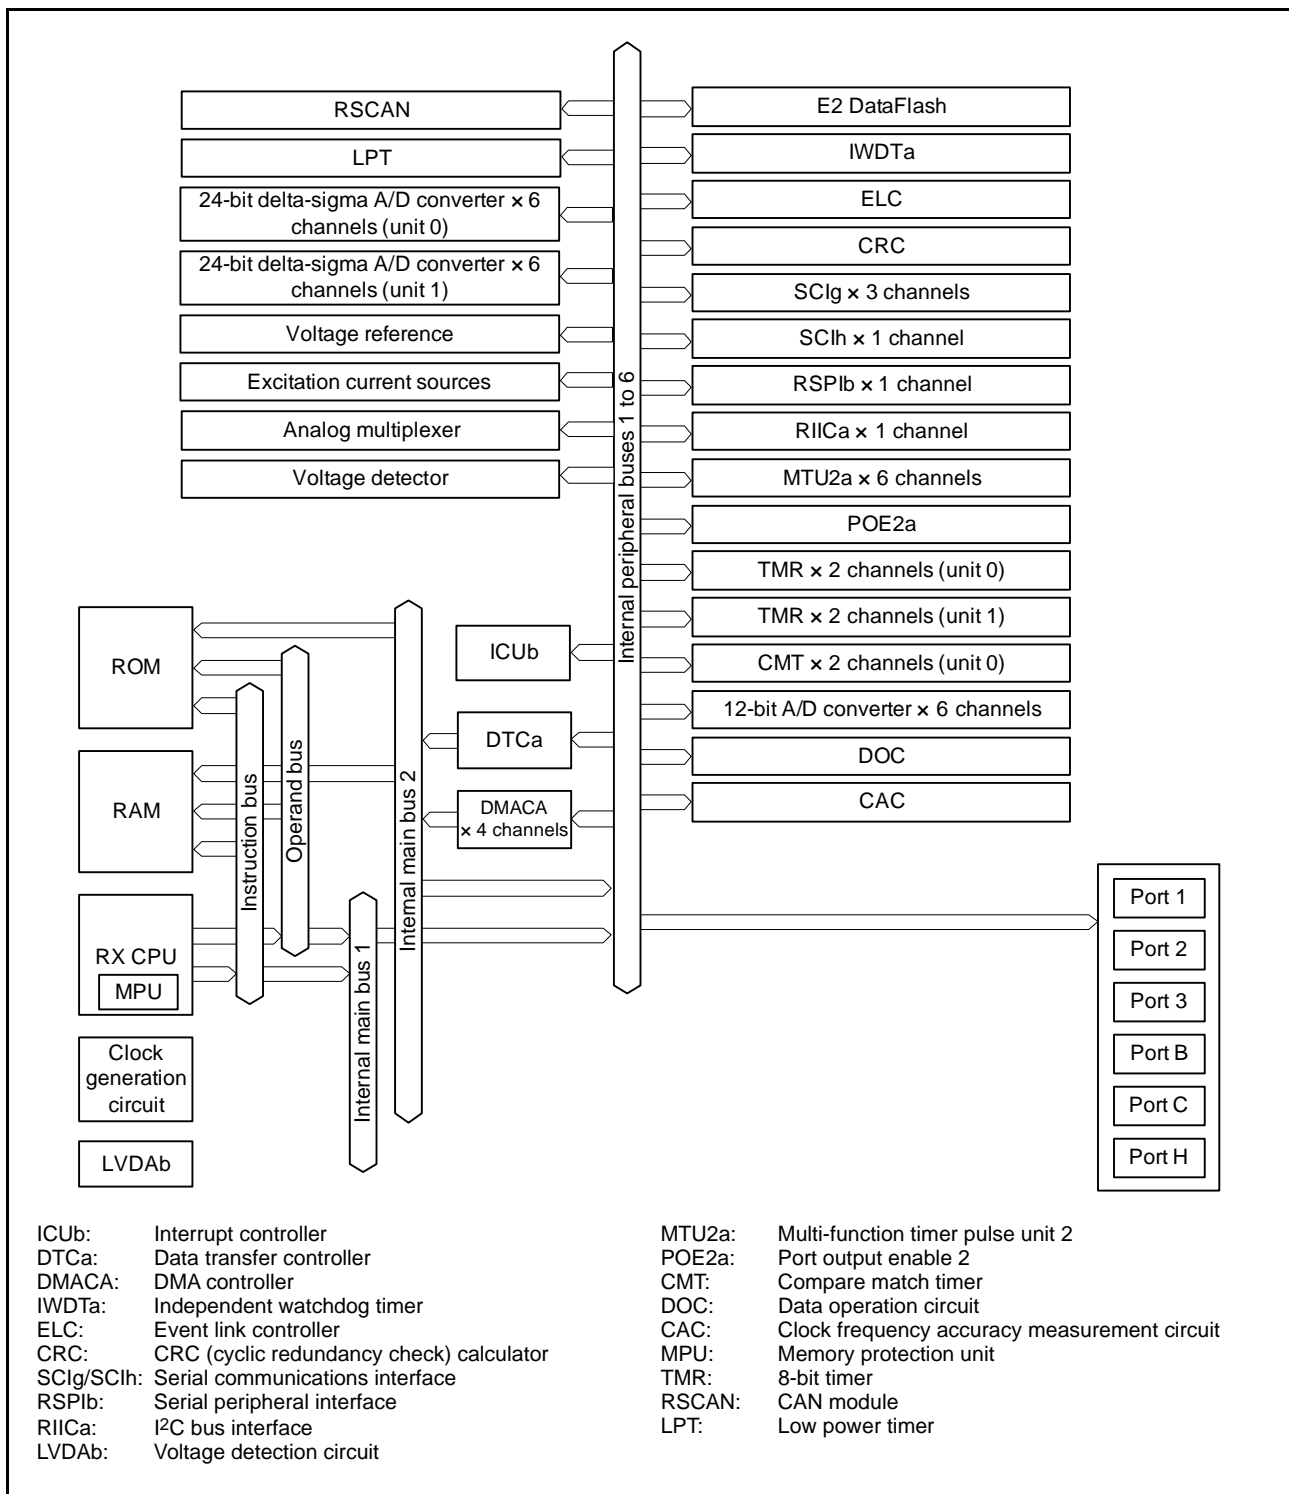 RSCAN
LPT
24-bit delta-sigma A/D converter × 6
channels (unit 0)
24-bit delta-sigma A/D converter × 6
channels (unit 1)
Voltage reference
Excitation current sources
Analog multiplexer
Voltage detector
Internal peripheral buses 1 to 6
E2 DataFlash
IWDTa
ELC
CRC
SCIg × 3 channels
SCIh × 1 channel
RSPIb × 1 channel
RIICa × 1 channel
MTU2a × 6 channels
POE2a
TMR × 2 channels (unit 0)
TMR × 2 channels (unit 1)
CMT × 2 channels (unit 0)
12-bit A/D converter × 6 channels
DOC
CAC
ROM
RAM
RX CPU
MPU
Clock
generation
circuit
LVDAb
Instruction bus
Operand bus
Internal main bus 1
Internal main bus 2
ICUb
DTCa
DMACA
× 4 channels
Port 1
Port 2
Port 3
Port B
Port C
Port H
ICUb: Interrupt controller
DTCa: Data transfer controller
DMACA: DMA controller
IWDTa: Independent watchdog timer
ELC: Event link controller
CRC: CRC (cyclic redundancy check) calculator
SCIg/SCIh: Serial communications interface
RSPIb: Serial peripheral interface
RIICa: I2C bus interface
LVDAb: Voltage detection circuit
MTU2a: Multi-function timer pulse unit 2
POE2a: Port output enable 2
CMT: Compare match timer
DOC: Data operation circuit
CAC: Clock frequency accuracy measurement circuit
MPU: Memory protection unit
TMR: 8-bit timer
RSCAN: CAN module
LPT: Low power timer